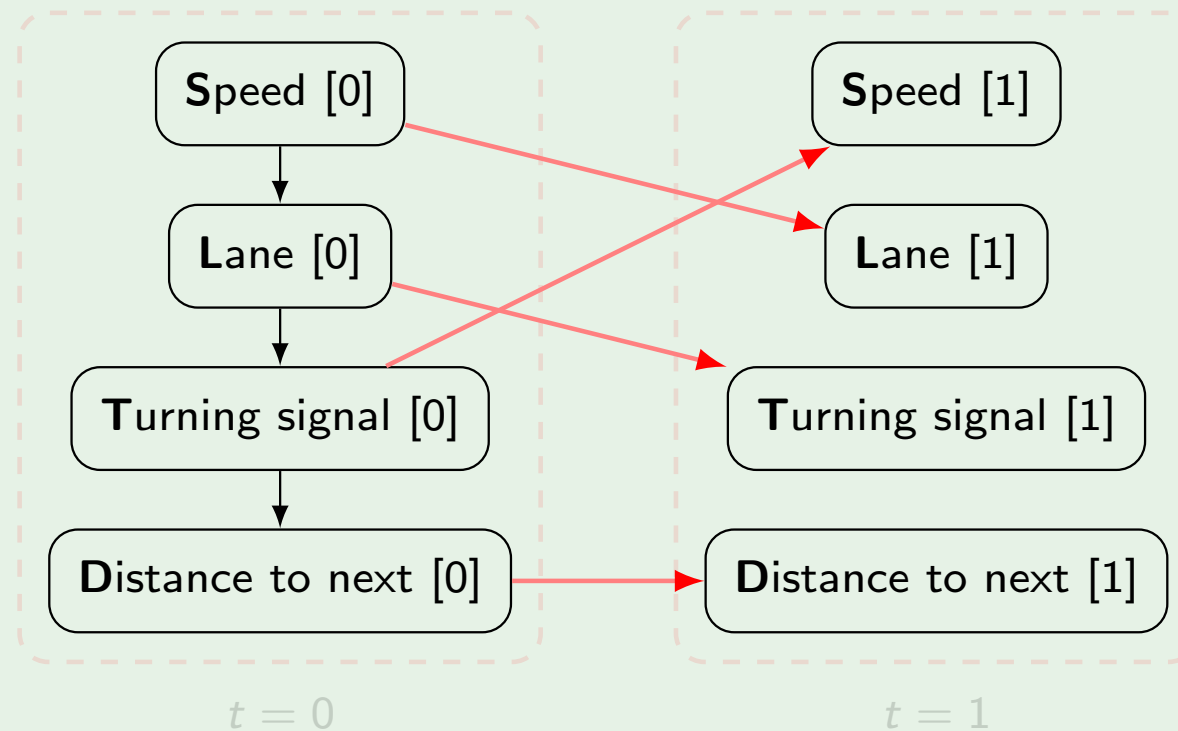 Speed [0]
Speed [1]
Lane [0]
Lane [1]
Turning signal [0]
Turning signal [1]
Distance to next [0]
Distance to next [1]
t = 0
t = 1